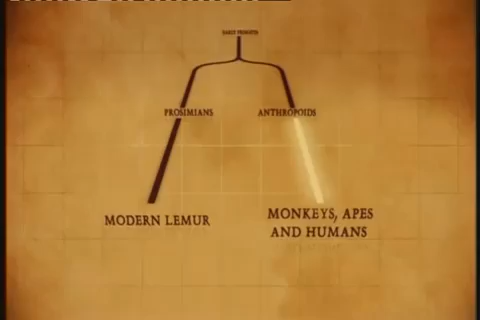 EARLY PRIMATES
PROSIMIANS
ANTHROPOIDS
MODERN LEMUR
MONKEYS, APES
AND HUMANS